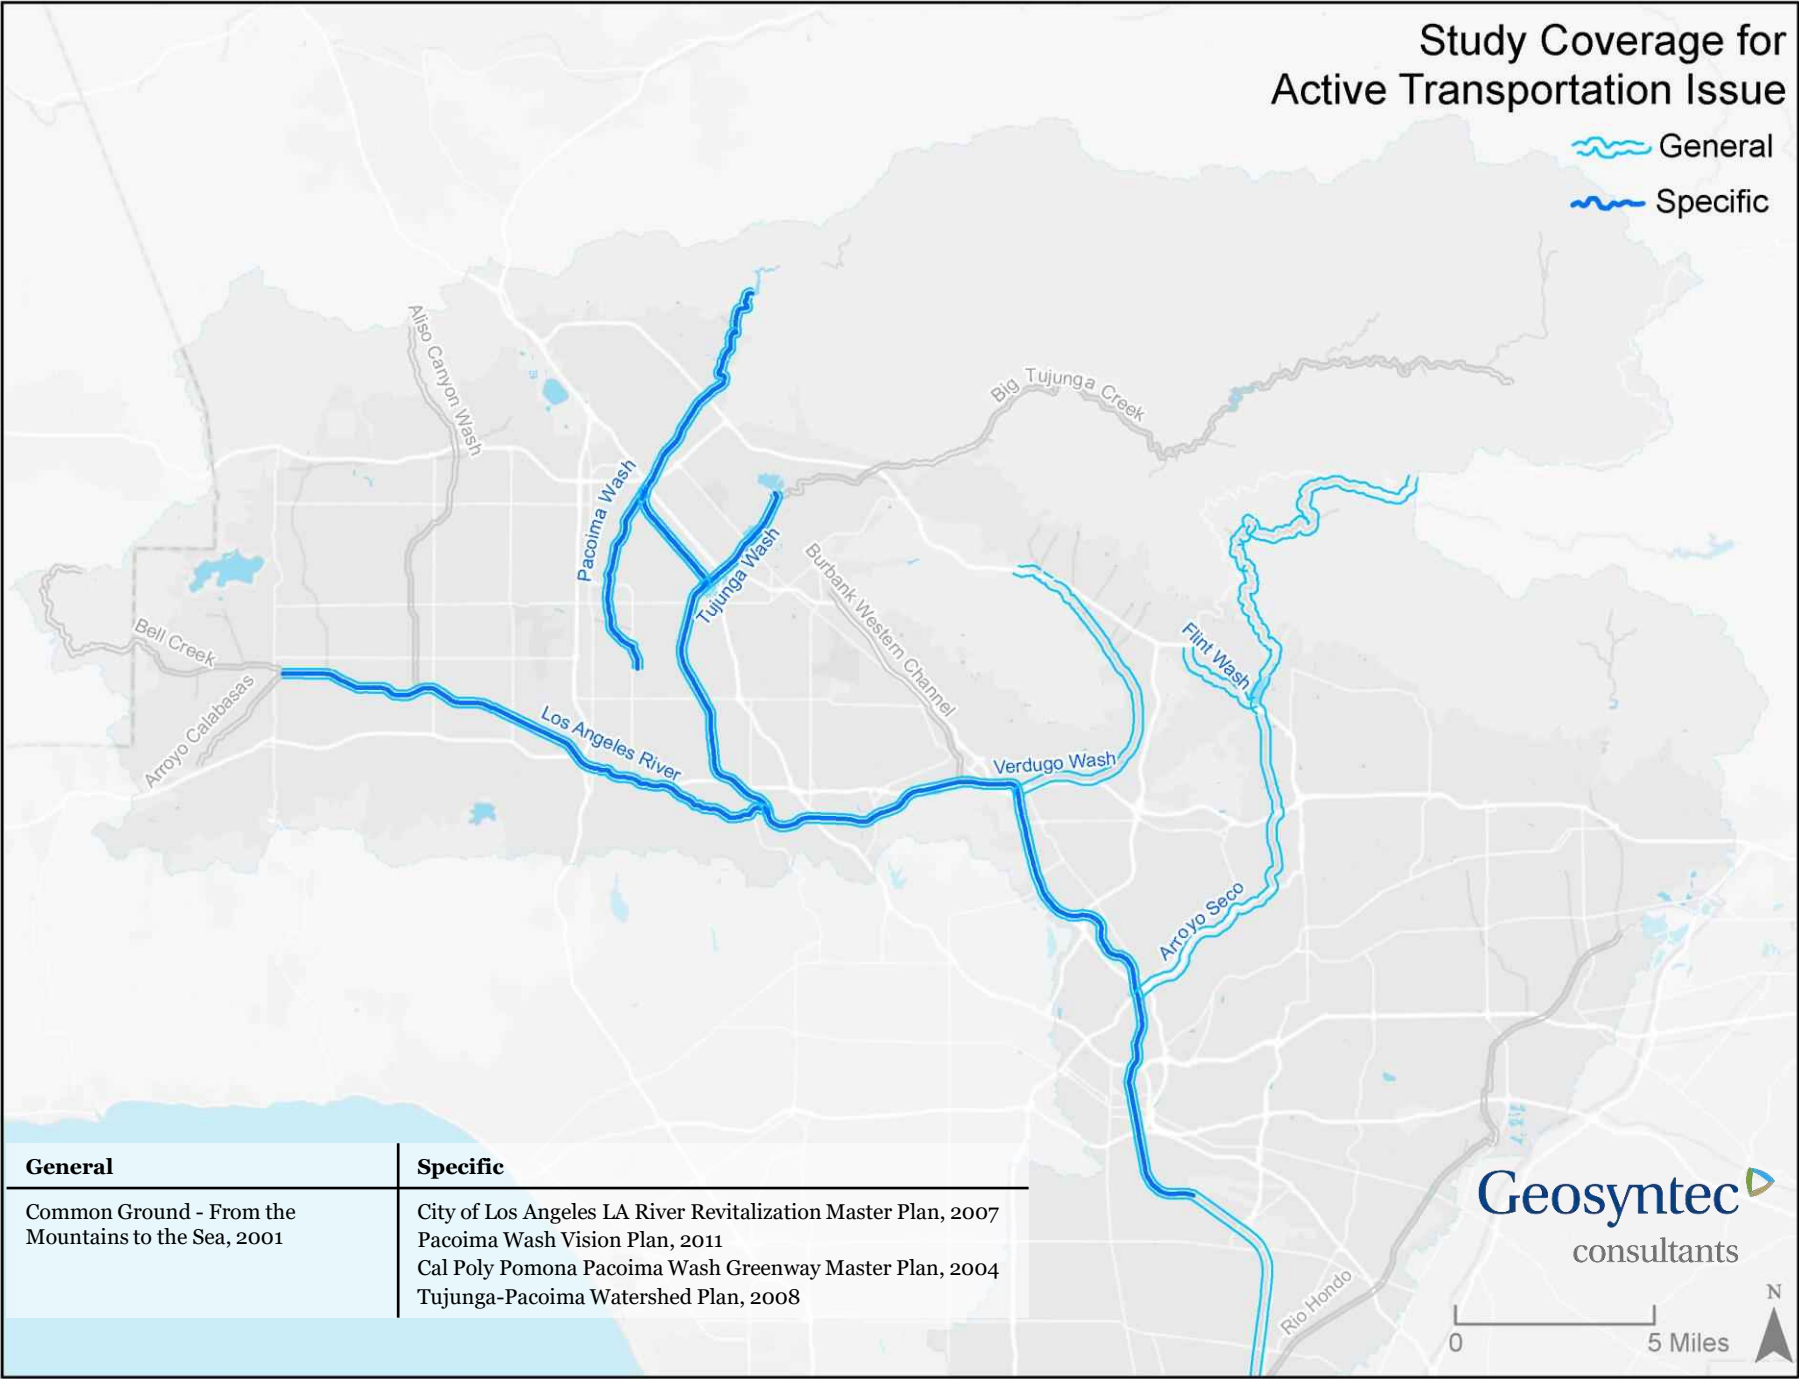 Study Coverage for
Active Transportation Issue
General
Specific
Aliso Canyon Wash
Big Tujunga Creek
Pacoima Wash
Tujunga Wash
Burbank Western Channel
Flint Wash
Bell Creek
Arroyo Calabasas
Los Angeles River
Verdugo Wash
Arroyo Seco
Rio Hondo
General
Specific
Common Ground - From the
Mountains to the Sea, 2001
City of Los Angeles LA River Revitalization Master Plan, 2007
Pacoima Wash Vision Plan, 2011
Cal Poly Pomona Pacoima Wash Greenway Master Plan, 2004
Tujunga-Pacoima Watershed Plan, 2008
Geosyntec
consultants
N
0 5 Miles